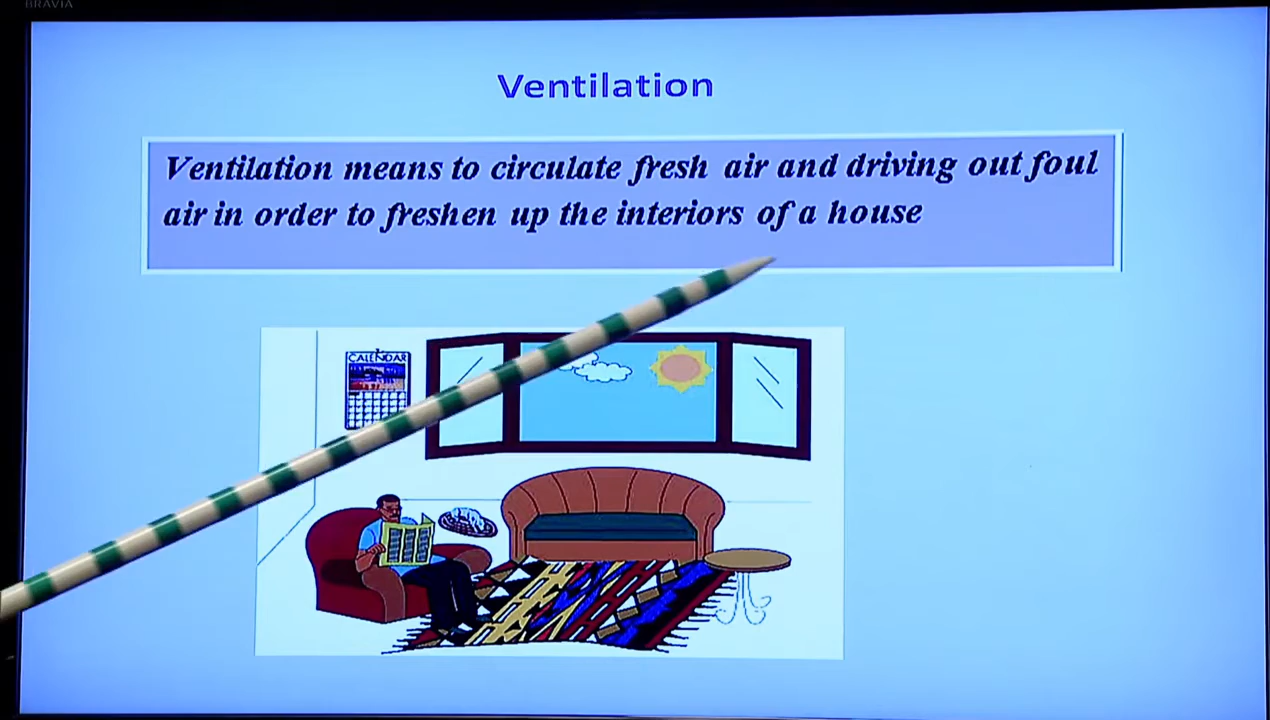 BRAVIA
Ventilation
Ventilation means to circulate fresh air and driving out foul
air in order to freshen up the interiors of a house
CALENDAR